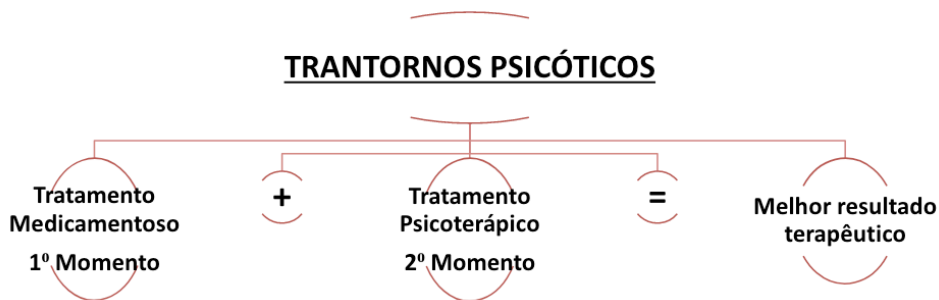 TRANTORNOS PSICÓTICOS
Tratamento
Medicamentoso
1º Momento
+
Tratamento
Psicoterápico
2º Momento
=
Melhor resultado
terapêutico